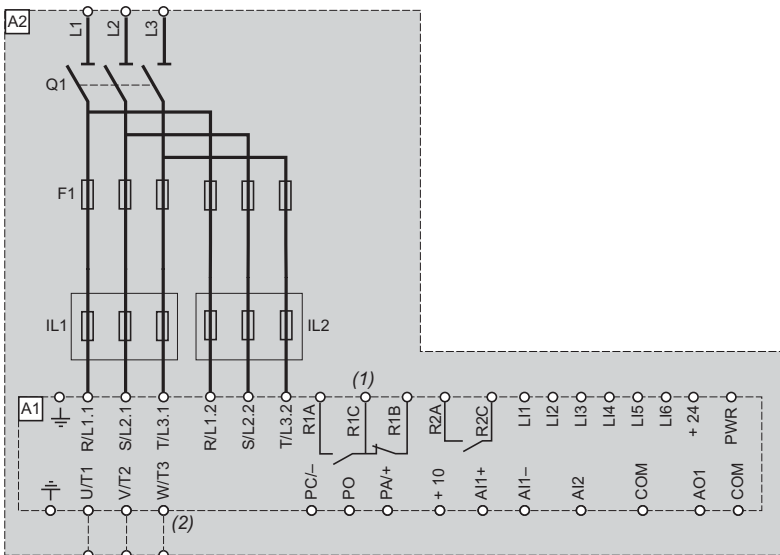 A2
L1 L2 L3
Q1
F1
IL1 IL2
(1)
A1
R/L1.1 S/L2.1 T/L3.1 R/L1.2 S/L2.2 T/L3.2 R1A R1C R1B R2A R2C LI1 LI2 LI3 LI4 LI5 LI6 + 24 PWR
U/T1 V/T2 W/T3 PC/– PO PA/+ + 10 AI1+ AI1– AI2 COM AO1 COM
(2)